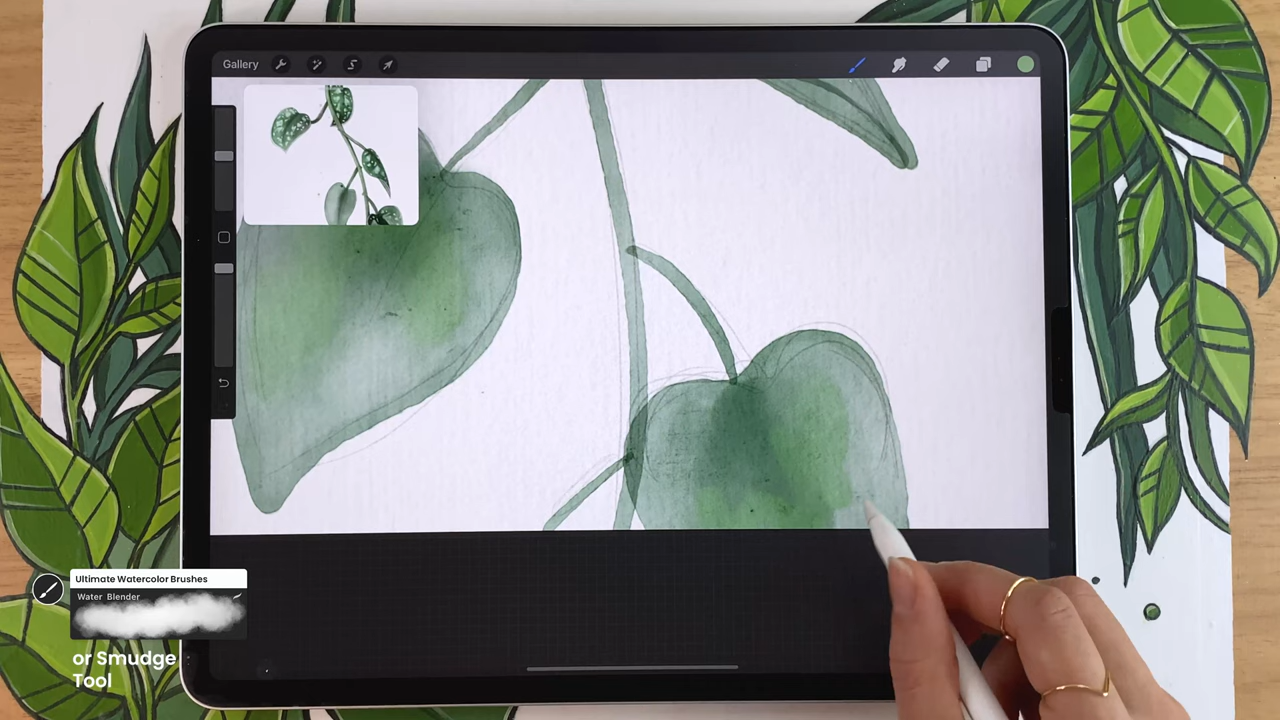 Gallery
Ultimate Watercolor Brushes
Water Blender
or Smudge
Tool